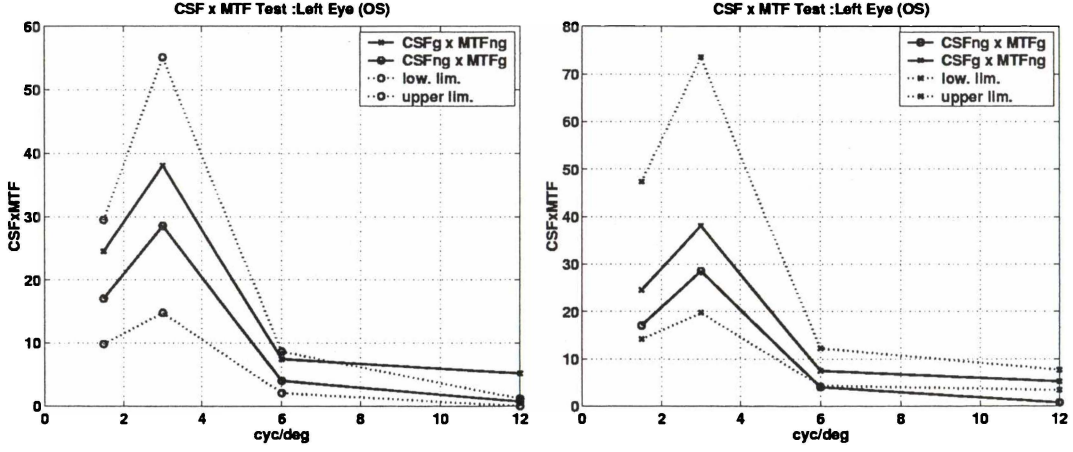 CSF x MTF Test :Left Eye (OS)
60
50
40
30
20
10
0
0 2 4 6 8 10 12
CSFxMTF
cyc/deg
CSFg x MTFng
CSFng x MTFg
low. lim.
upper lim.
CSF x MTF Test :Left Eye (OS)
80
70
60
50
40
30
20
10
0
0 2 4 6 8 10 12
CSFxMTF
cyc/deg
CSFng x MTFg
CSFg x MTFng
low. lim.
upper lim.